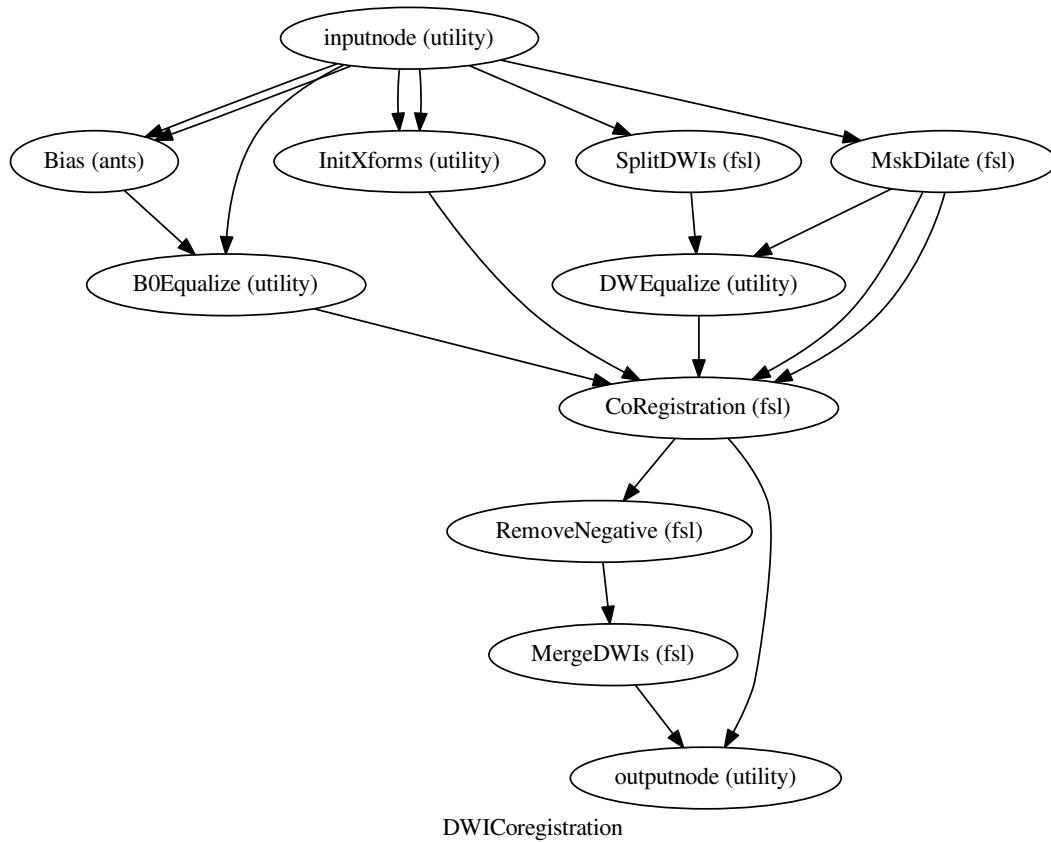 inputnode (utility)
Bias (ants)
InitXforms (utility)
SplitDWIs (fsl)
MskDilate (fsl)
B0Equalize (utility)
DWEqualize (utility)
CoRegistration (fsl)
RemoveNegative (fsl)
MergeDWIs (fsl)
outputnode (utility)
DWICoregistration